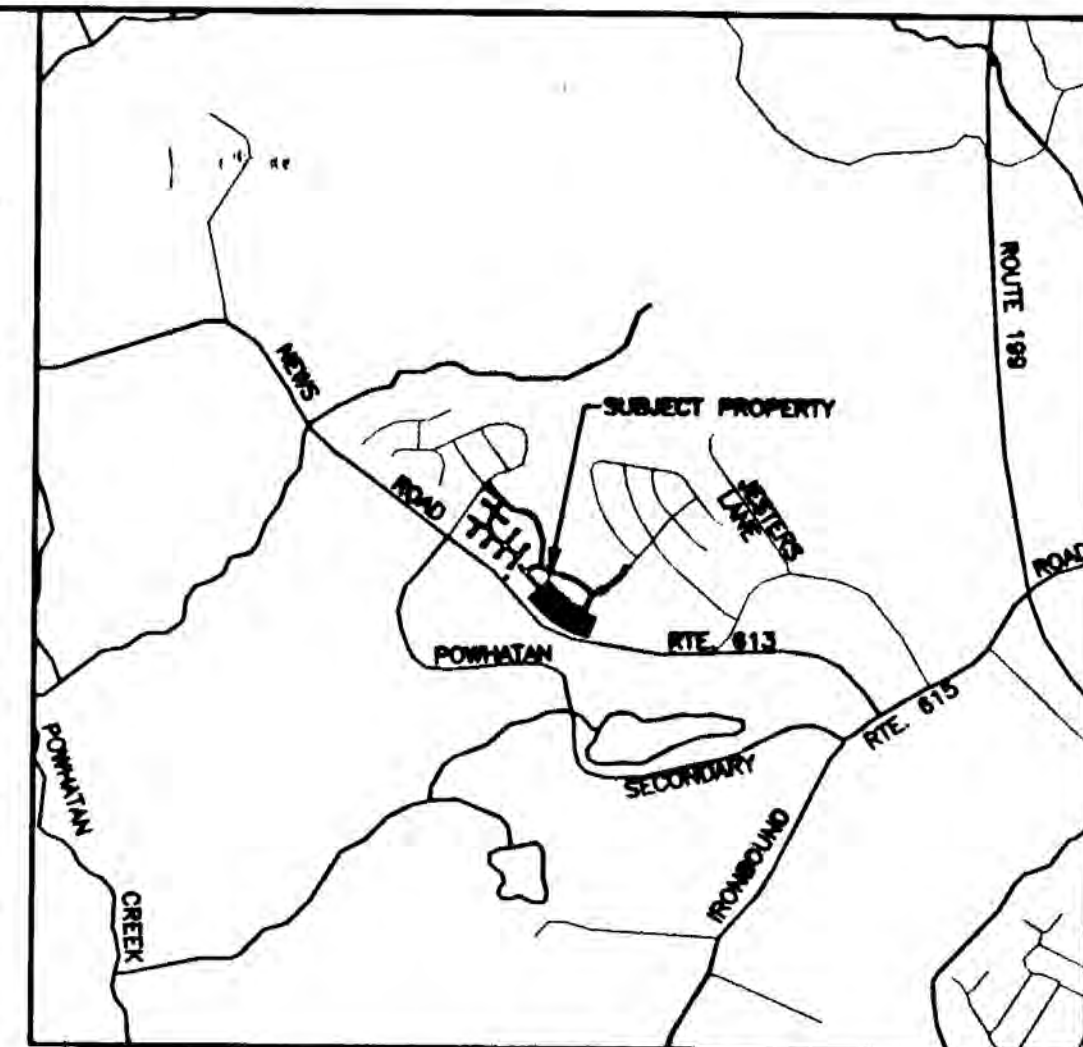 ROUTE 199
NEWS
SUBJECT PROPERTY
ROAD
JESTERS
LANE
ROAD
POWHATAN
RTE. 613
RTE. 615
POWHATAN
SECONDARY
IRONBOUND
CREEK